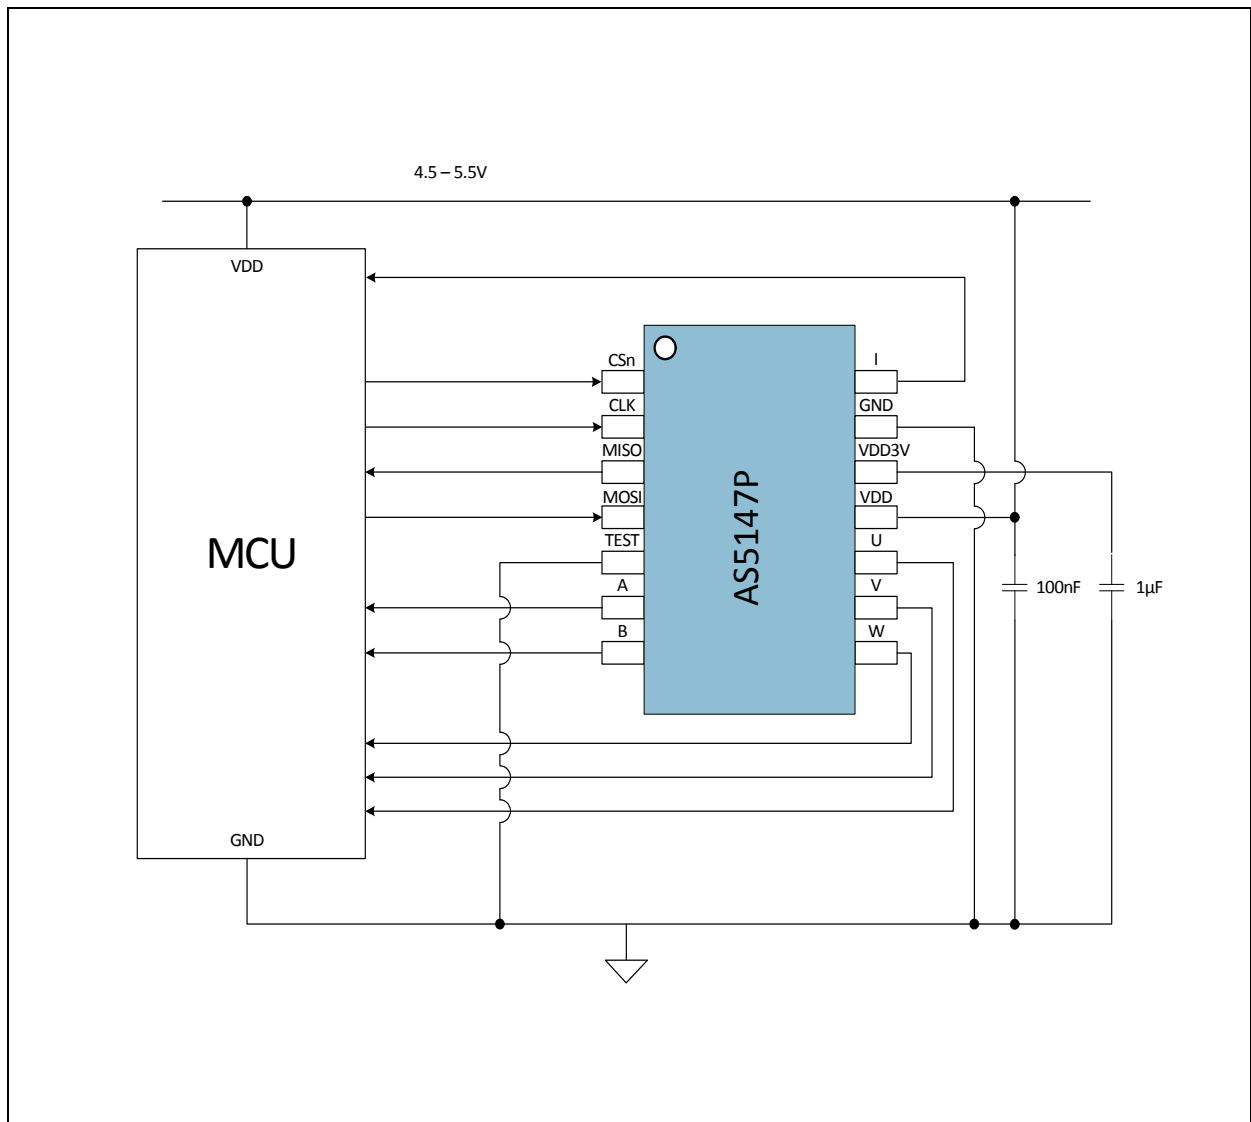 4.5 – 5.5V
VDD
CSn
I
CLK
GND
MISO
VDD3V
MOSI
VDD
TEST
U
MCU
AS5147P
A
V
100nF
1µF
B
W
GND